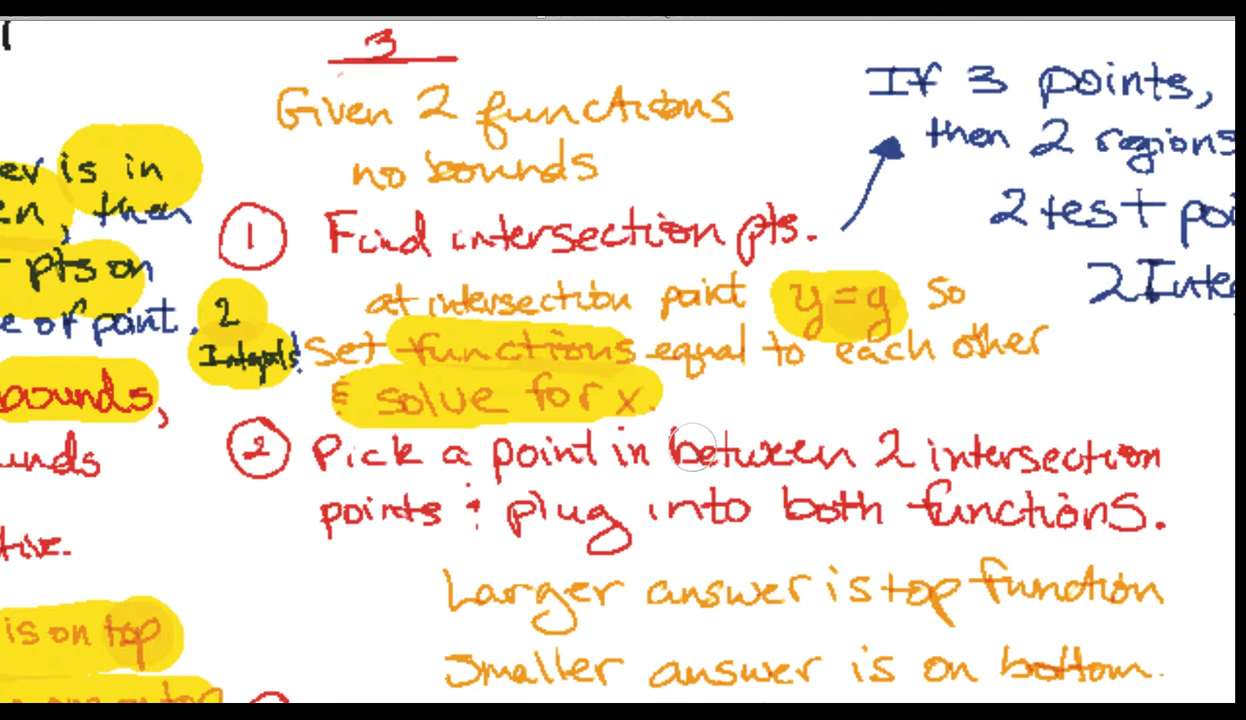 3
Given 2 functions
no bounds
If 3 points,
then 2 regions
2 test poi
2 Inte
er is in
en, then
pts on
e of point. 2
Integrals!
bounds,
unds
tive.
is on top
① Find intersection pts.
at intersection point y = y so
Set functions equal to each other
& solve for x.
② Pick a point in between 2 intersection
points & plug into both functions.
Larger answer is top function
Smaller answer is on bottom.